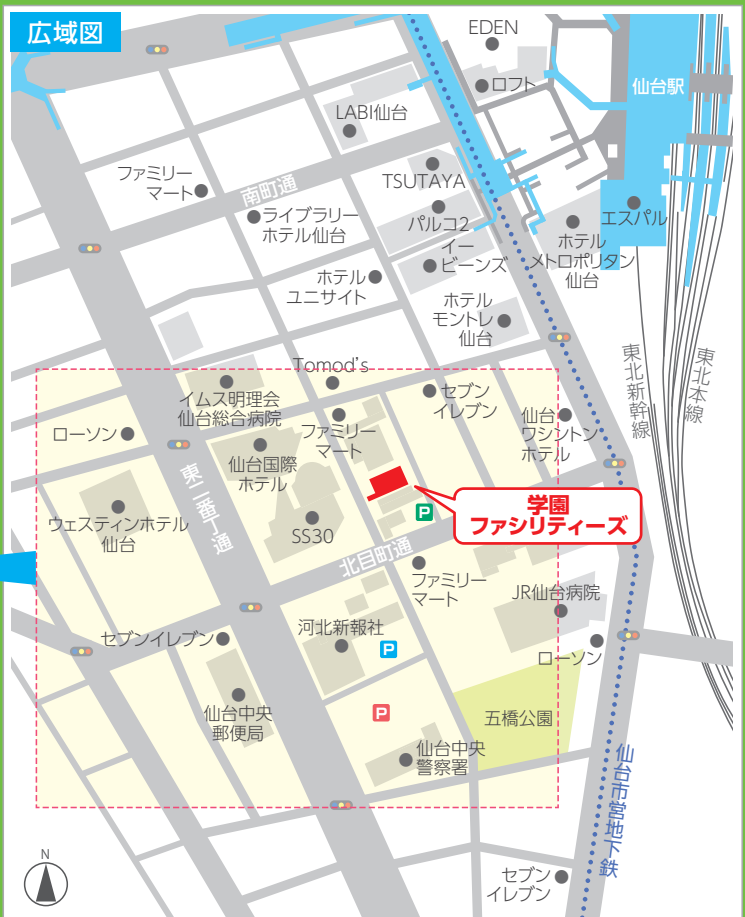 広域図
EDEN
ロフト
仙台駅
LABI仙台
TSUTAYA
ファミリー
マート
南町通
ライブラリー
ホテル仙台
パルコ2
イー
ビーンズ
エスパル
ホテル
メトロポリタン
仙台
ホテル
ユニサイト
ホテル
モントレ
仙台
東北新幹線
東北本線
Tomod's
イムス明理会
仙台総合病院
セブン
イレブン
ファミリー
マート
仙台
ワシントン
ホテル
ローソン
仙台国際
ホテル
東二番丁通
ウェスティンホテル
仙台
SS30
P
学園
ファシリティーズ
北目町通
ファミリー
マート
JR仙台病院
セブンイレブン
河北新報社
P
ローソン
仙台中央
郵便局
P
五橋公園
仙台中央
警察署
仙台市営地下鉄
セブン
イレブン
N